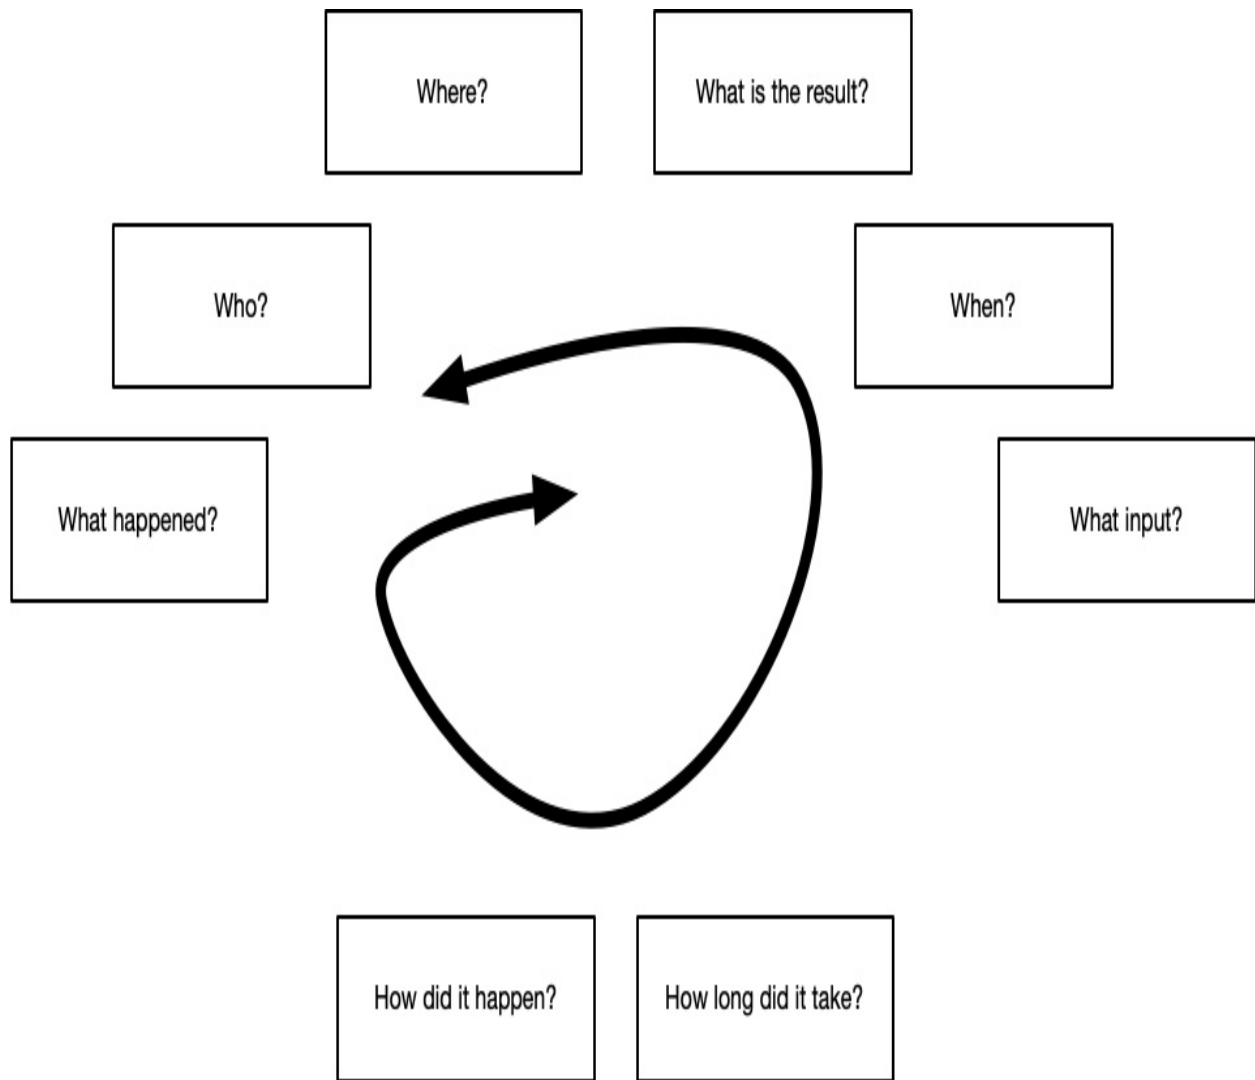 Where?
What is the result?
Who?
When?
What happened?
What input?
How did it happen?
How long did it take?